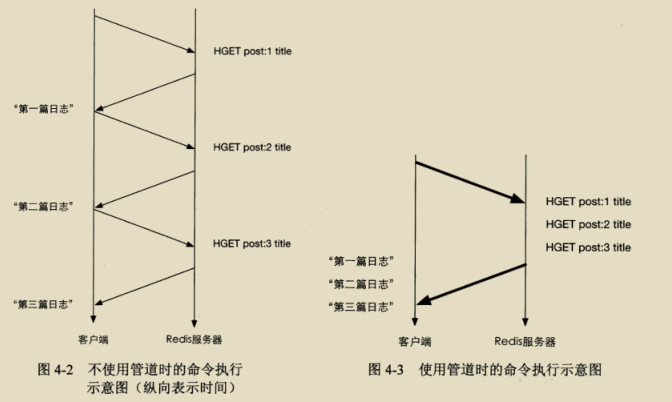 HGET post:1 title
"第一篇日志"
HGET post:2 title
"第二篇日志"
HGET post:3 title
"第三篇日志"
客户端
Redis服务器
图 4-2 不使用管道时的命令执行
示意图（纵向表示时间）
HGET post:1 title
HGET post:2 title
HGET post:3 title
"第一篇日志"
"第二篇日志"
"第三篇日志"
客户端
Redis服务器
图 4-3 使用管道时的命令执行示意图